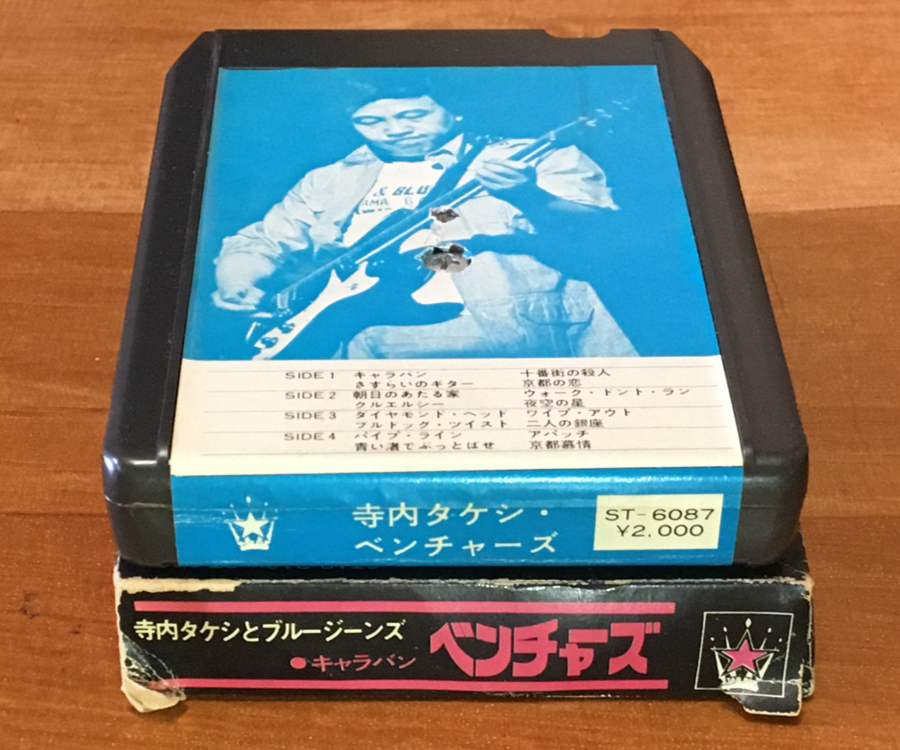 & BLU
AMA 6
SIDE 1 キャラバン 十番街の殺人
さすらいのギター 京都の恋
SIDE 2 朝日のあたる家 ウォーク・ドント・ラン
クルエルシー 夜空の星
SIDE 3 ダイヤモンド・ヘッド ワイプ・アウト
ブルドッグ・ツイスト 二人の銀座
SIDE 4 パイプ・ライン アパッチ
青い渚でぶっとばせ 京都慕情
寺内タケシ・
ベンチャーズ
ST-6087
¥2,000
寺内タケシとブルージーンズ
●キャラバン
ベンチャーズ